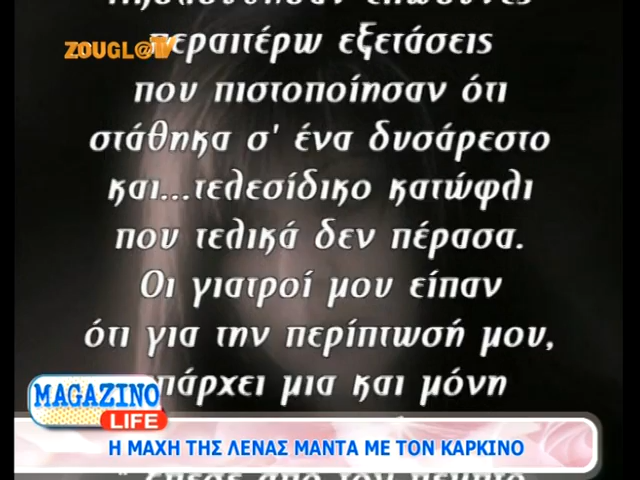 επώδυνες
ZOUGL@TV
περαιτέρω εξετάσεις
που πιστοποίησαν ότι
στάθηκα σ' ένα δυσάρεστο
και...τελεσίδικο κατώφλι
που τελικά δεν πέρασα.
Οι γιατροί μου είπαν
ότι για την περίπτωσή μου,
υπάρχει μια και μόνη
MAGAZINO
LIFE
Η ΜΑΧΗ ΤΗΣ ΛΕΝΑΣ ΜΑΝΤΑ ΜΕ ΤΟΝ ΚΑΡΚΙΝΟ